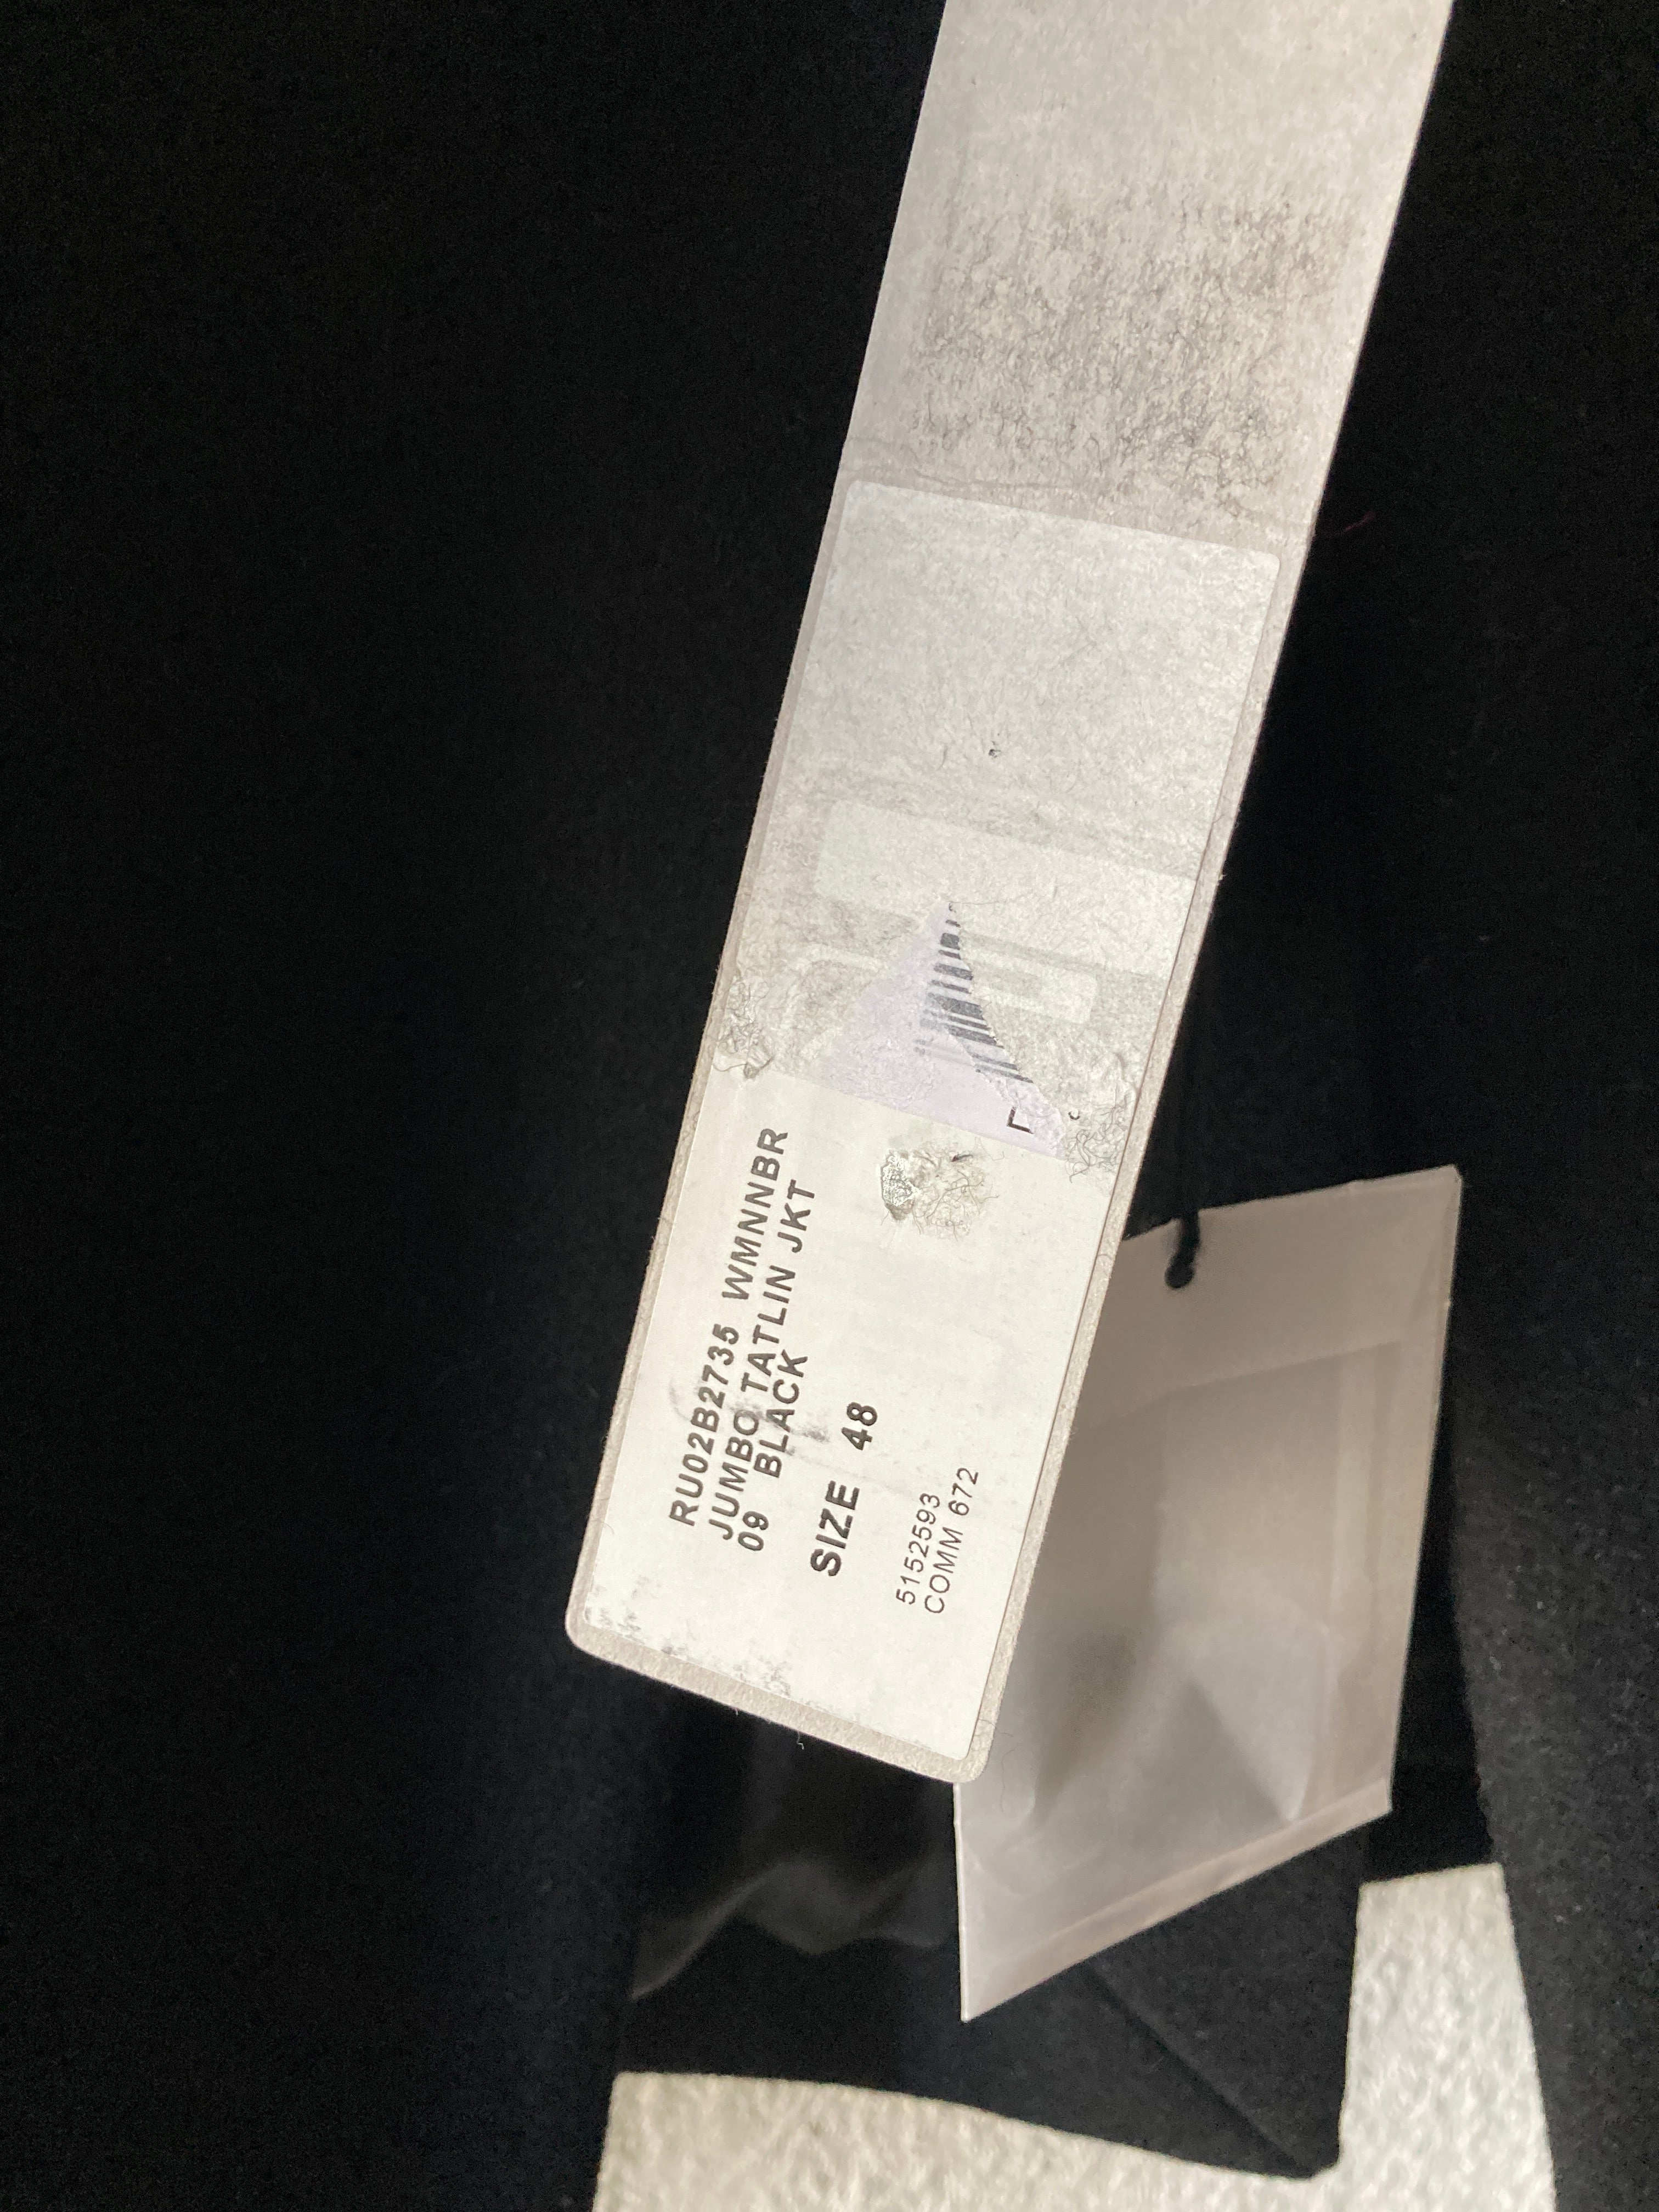 RU02B2735 WMNNBR
JUMBO TATLIN JKT
09 BLACK
SIZE 48
5152593
COMM 672